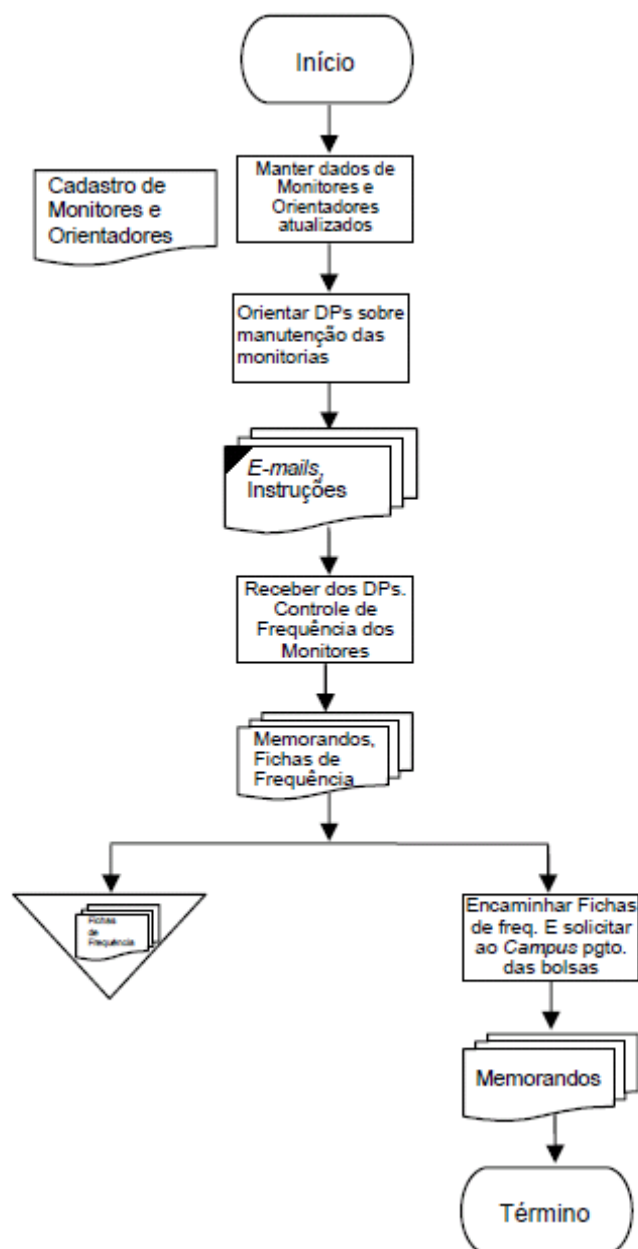 Início
Cadastro de
Monitores e
Orientadores
Manter dados de
Monitores e
Orientadores
atualizados
Orientar DPs sobre
manutenção das
monitorias
E-mails,
Instruções
Receber dos DPs.
Controle de
Frequência dos
Monitores
Memorandos,
Fichas de
Frequência
Fichas
de
Frequência
Encaminhar Fichas
de freq. E solicitar
ao Campus pgto.
das bolsas
Memorandos
Término